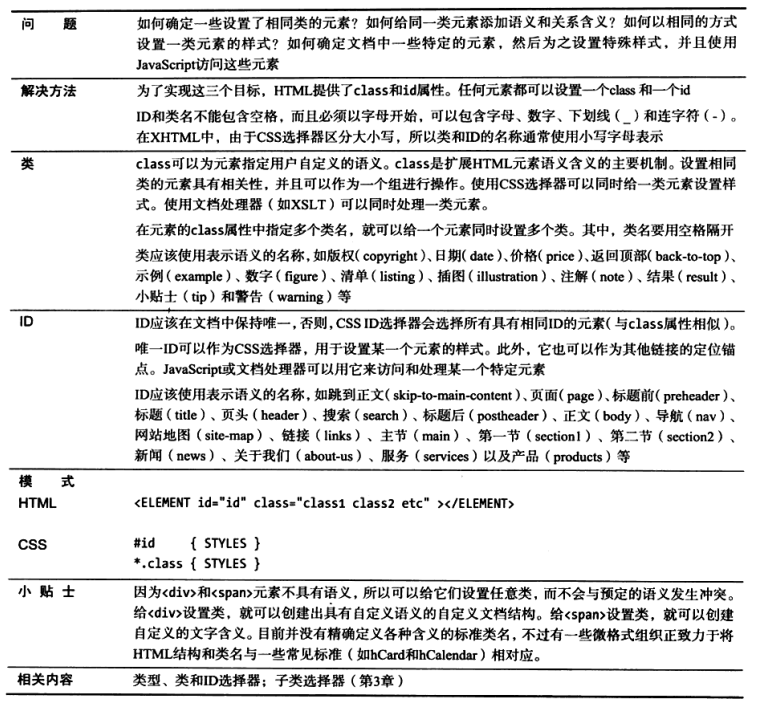 问 题 如何确定一些设置了相同类的元素？如何给同一类元素添加语义和关系含义？如何以相同的方式
设置一类元素的样式？如何确定文档中一些特定的元素，然后为之设置特殊样式，并且使用
JavaScript访问这些元素
解决方法 为了实现这三个目标，HTML提供了class和id属性。任何元素都可以设置一个class 和一个id
ID和类名不能包含空格，而且必须以字母开始，可以包含字母、数字、下划线（_）和连字符（-）。
在XHTML中，由于CSS选择器区分大小写，所以类和ID的名称通常使用小写字母表示
类 class可以为元素指定用户自定义的语义。class是扩展HTML元素语义含义的主要机制。设置相同
类的元素具有相关性，并且可以作为一个组进行操作。使用CSS选择器可以同时给一类元素设置样
式。使用文档处理器（如XSLT）可以同时处理一类元素。
在元素的class属性中指定多个类名，就可以给一个元素同时设置多个类。其中，类名要用空格隔开
类应该使用表示语义的名称，如版权（copyright）、日期（date）、价格（price）、返回顶部（back-to-top）、
示例（example）、数字（figure）、清单（listing）、插图（illustration）、注解（note）、结果（result）、
小贴士（tip）和警告（warning）等
ID ID应该在文档中保持唯一，否则，CSS ID选择器会选择所有具有相同ID的元素（与class属性相似）。
唯一ID可以作为CSS选择器，用于设置某一个元素的样式。此外，它也可以作为其他链接的定位锚
点。JavaScript或文档处理器可以用它来访问和处理某一个特定元素
ID应该使用表示语义的名称，如跳到正文（skip-to-main-content）、页面（page）、标题前（preheader）、
标题（title）、页头（header）、搜索（search）、标题后（postheader）、正文（body）、导航（nav）、
网站地图（site-map）、链接（links）、主节（main）、第一节（section1）、第二节（section2）、
新闻（news）、关于我们（about-us）、服务（services）以及产品（products）等
模 式
HTML <ELEMENT id="id" class="class1 class2 etc" ></ELEMENT>
CSS #id { STYLES }
*.class { STYLES }
小 贴 士 因为<div>和<span>元素不具有语义，所以可以给它们设置任意类，而不会与预定的语义发生冲突。
给<div>设置类，就可以创建出具有自定义语义的自定义文档结构。给<span>设置类，就可以创建
自定义的文字含义。目前并没有精确定义各种含义的标准类名，不过有一些微格式组织正致力于将
HTML结构和类名与一些常见标准（如hCard和hCalendar）相对应。
相关内容 类型、类和ID选择器；子类选择器（第3章）